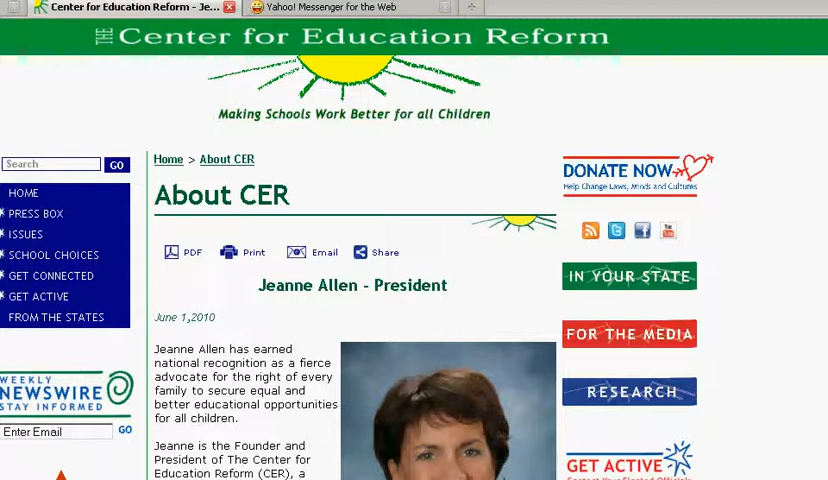 Center for Education Reform - Je...
Yahoo! Messenger for the Web
THE Center for Education Reform
Making Schools Work Better for all Children
Search
GO
HOME
PRESS BOX
ISSUES
SCHOOL CHOICES
GET CONNECTED
GET ACTIVE
FROM THE STATES
WEEKLY
NEWSWIRE
STAY INFORMED
Enter Email
GO
Home > About CER
About CER
PDF
Print
Email
Share
Jeanne Allen - President
June 1,2010
Jeanne Allen has earned
national recognition as a fierce
advocate for the right of every
family to secure equal and
better educational opportunities
for all children.
Jeanne is the Founder and
President of The Center for
Education Reform (CER), a
DONATE NOW
Help Change Laws, Minds and Cultures
You Tube
IN YOUR STATE
FOR THE MEDIA
RESEARCH
GET ACTIVE
Contact Your Elected Officials